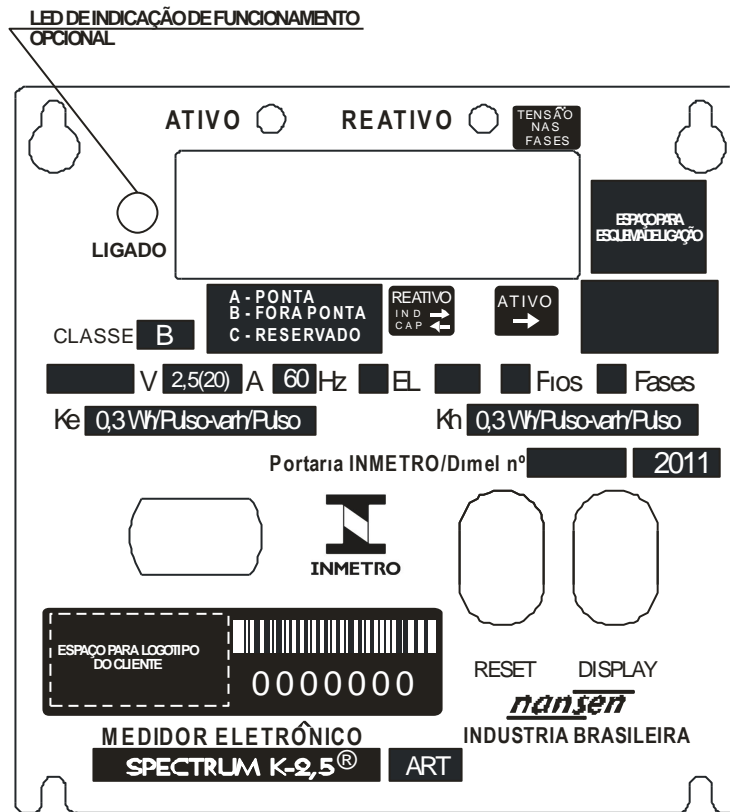 LED DE INDICAÇÃO DE FUNCIONAMENTO
OPCIONAL
ATIVO REATIVO
TENSÃO
NAS
FASES
LIGADO
ESPAÇO PARA
ESQUEMA DE LIGAÇÃO
A - PONTA
B - FORA PONTA
C - RESERVADO
REATIVO
IND
CAP
ATIVO
CLASSE B
V 2,5(20) A 60 Hz EL Fios Fases
Ke 0,3 Wh/Pulso-varh/Pulso Kh 0,3 Wh/Pulso-varh/Pulso
Portaria INMETRO/Dimel nº 2011
INMETRO
ESPAÇO PARA LOGOTIPO
DO CLIENTE
0000000
RESET DISPLAY
nansen
MEDIDOR ELETRÔNICO INDUSTRIA BRASILEIRA
SPECTRUM K-2,5® ART